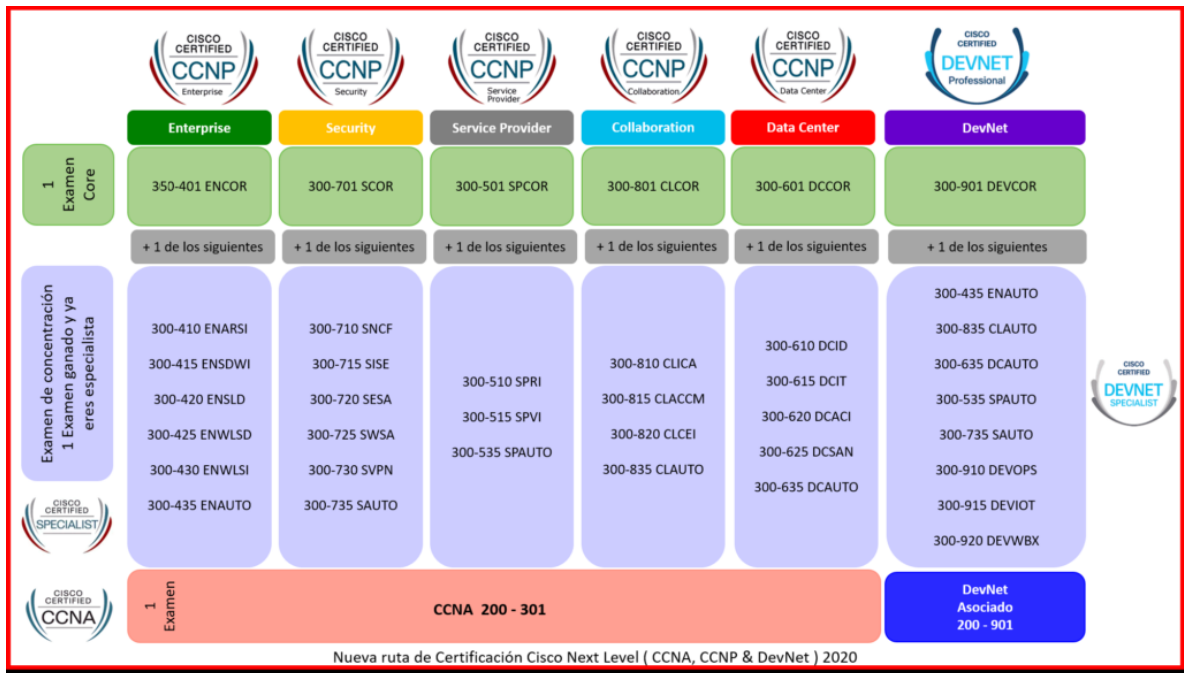 CISCO
CERTIFIED
CCNP
Enterprise
CISCO
CERTIFIED
CCNP
Security
CISCO
CERTIFIED
CCNP
Service
Provider
CISCO
CERTIFIED
CCNP
Collaboration
CISCO
CERTIFIED
CCNP
Data Center
CISCO
CERTIFIED
DEVNET
Professional
Enterprise
Security
Service Provider
Collaboration
Data Center
DevNet
1
Examen
Core
350-401 ENCOR
300-701 SCOR
300-501 SPCOR
300-801 CLCOR
300-601 DCCOR
300-901 DEVCOR
+ 1 de los siguientes
+ 1 de los siguientes
+ 1 de los siguientes
+ 1 de los siguientes
+ 1 de los siguientes
+ 1 de los siguientes
Examen de concentración
1 Examen ganado y ya
eres especialista
300-410 ENARSI
300-415 ENSDWI
300-420 ENSLD
300-425 ENWLSD
300-430 ENWLSI
300-435 ENAUTO
300-710 SNCF
300-715 SISE
300-720 SESA
300-725 SWSA
300-730 SVPN
300-735 SAUTO
300-510 SPRI
300-515 SPVI
300-535 SPAUTO
300-810 CLICA
300-815 CLACCM
300-820 CLCEI
300-835 CLAUTO
300-610 DCID
300-615 DCIT
300-620 DCACI
300-625 DCSAN
300-635 DCAUTO
300-435 ENAUTO
300-835 CLAUTO
300-635 DCAUTO
300-535 SPAUTO
300-735 SAUTO
300-910 DEVOPS
300-915 DEVIOT
300-920 DEVWBX
CISCO
CERTIFIED
DEVNET
SPECIALIST
CISCO
CERTIFIED
SPECIALIST
CISCO
CERTIFIED
CCNA
1
Examen
CCNA 200 - 301
DevNet
Asociado
200 - 901
Nueva ruta de Certificación Cisco Next Level ( CCNA, CCNP & DevNet ) 2020